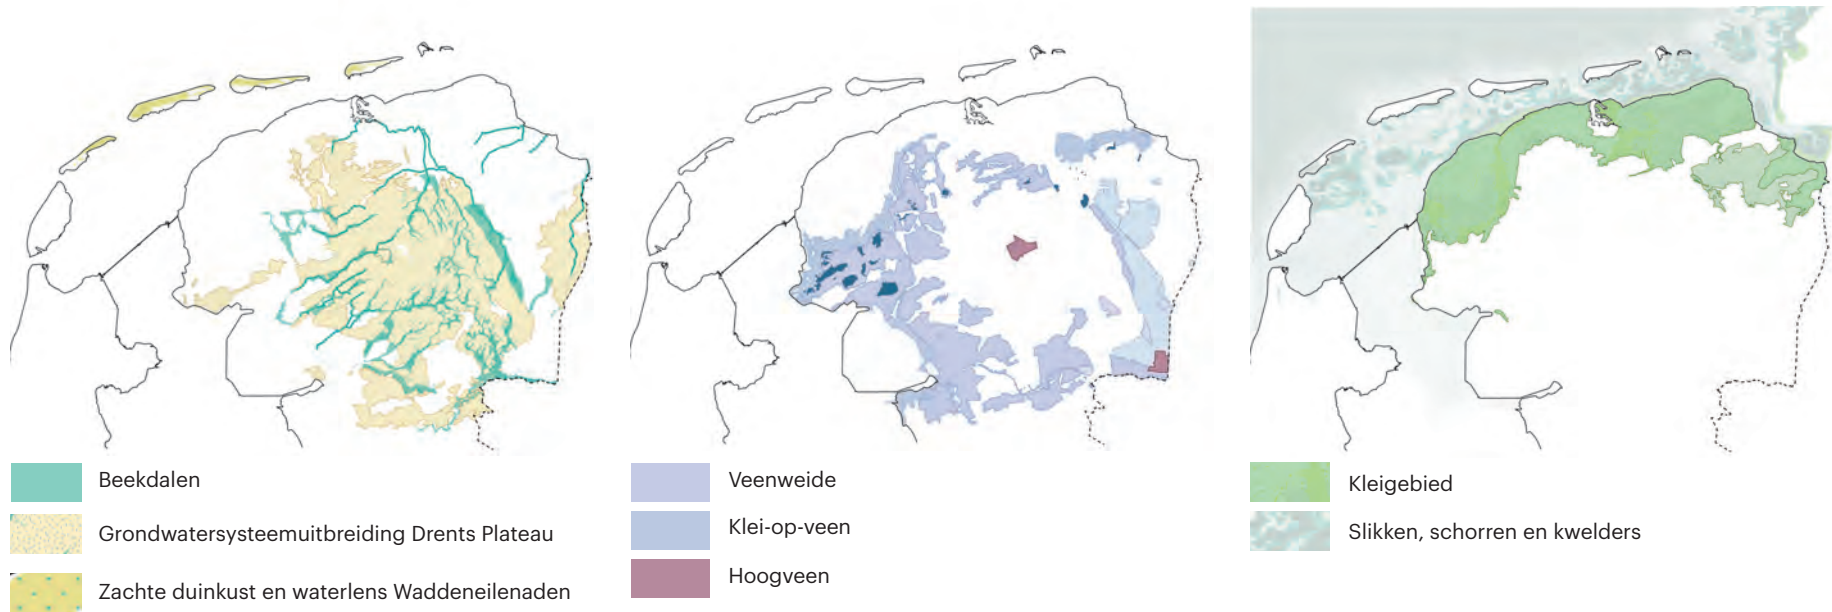 Beekdalen
Grondwatersysteemuitbreiding Drents Plateau
Zachte duinkust en waterlens Waddeneilenaden
Veenweide
Klei-op-veen
Hoogveen
Kleigebied
Slikken, schorren en kwelders